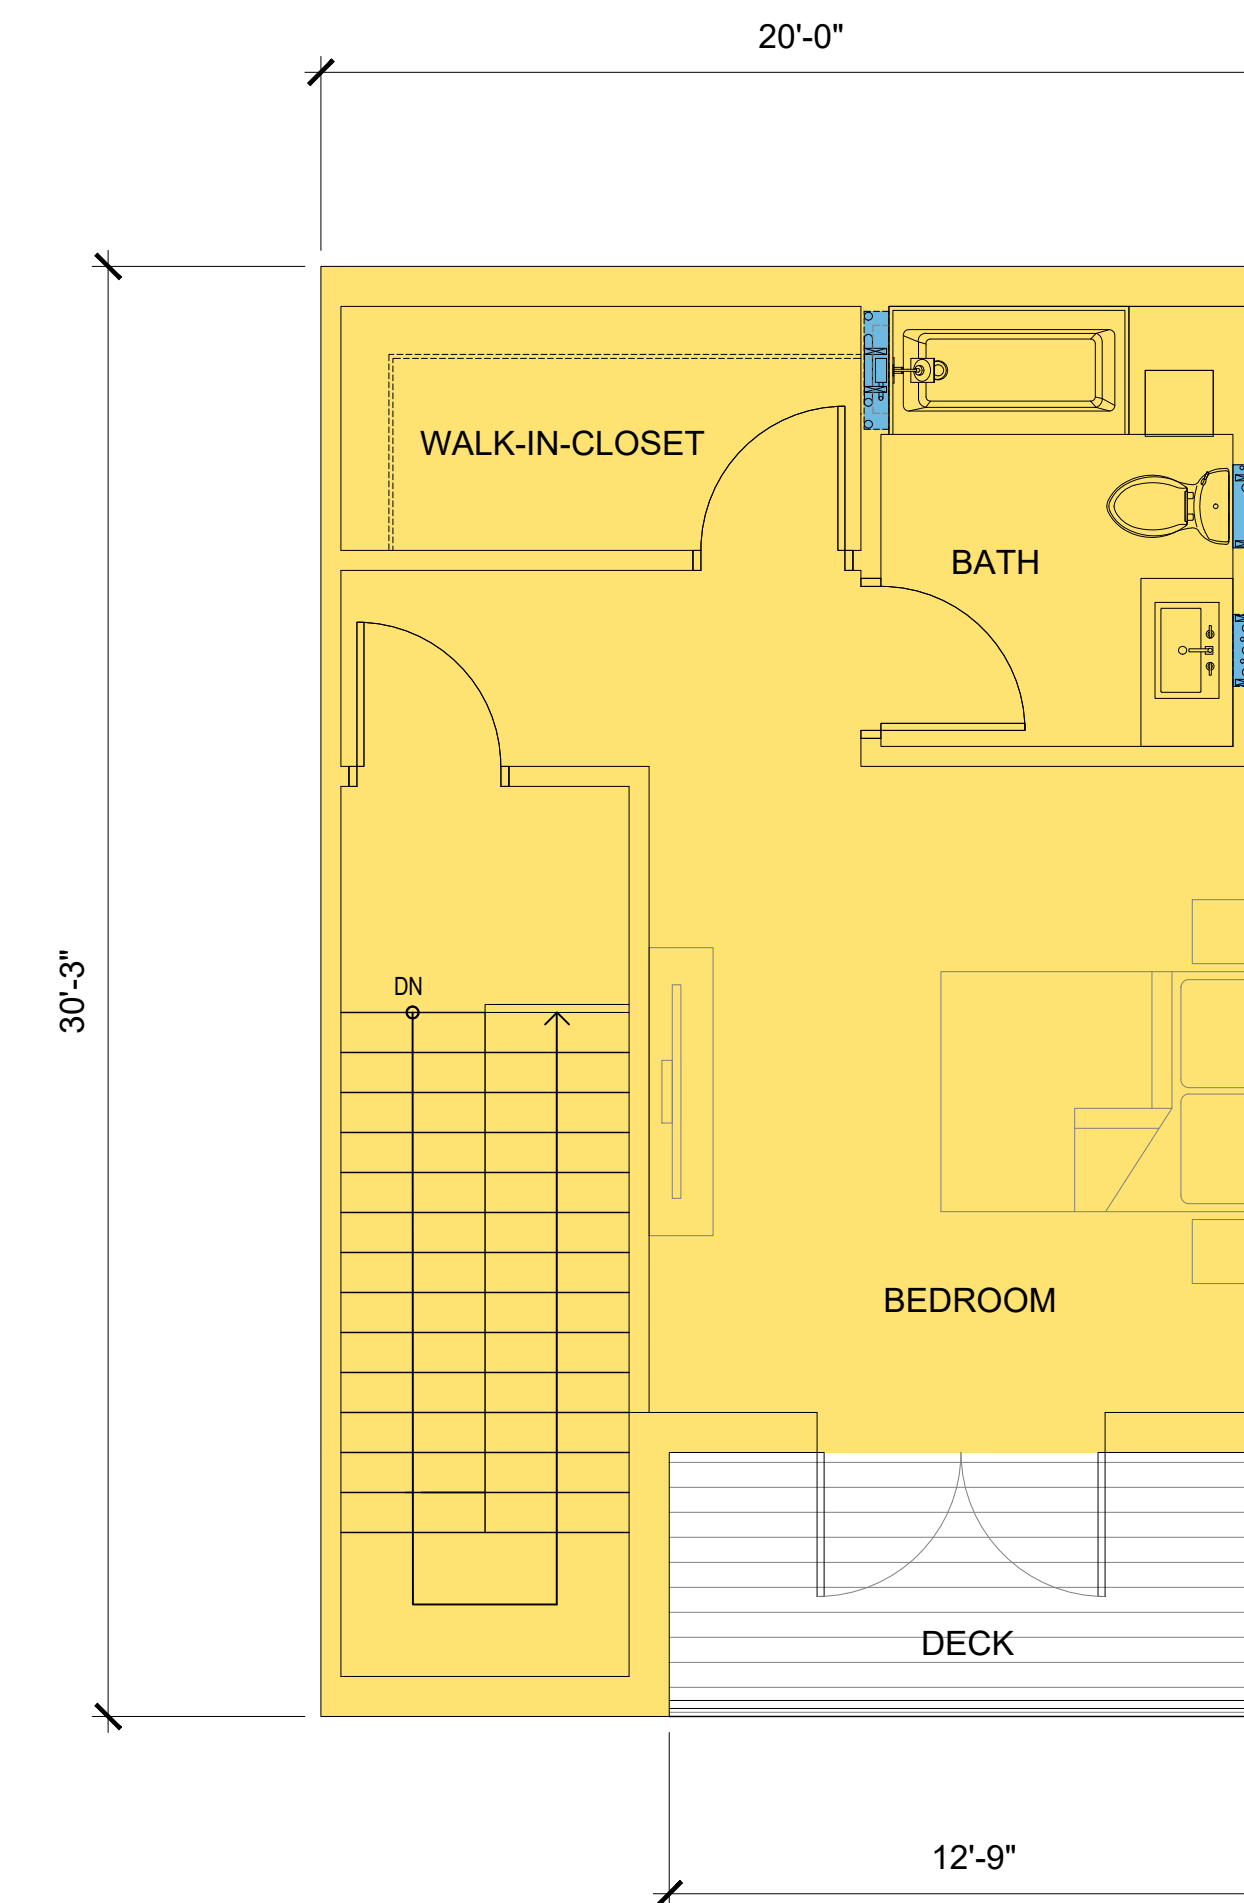 20'-0"
WALK-IN-CLOSET
BATH
30'-3"
DN
BEDROOM
DECK
12'-9"